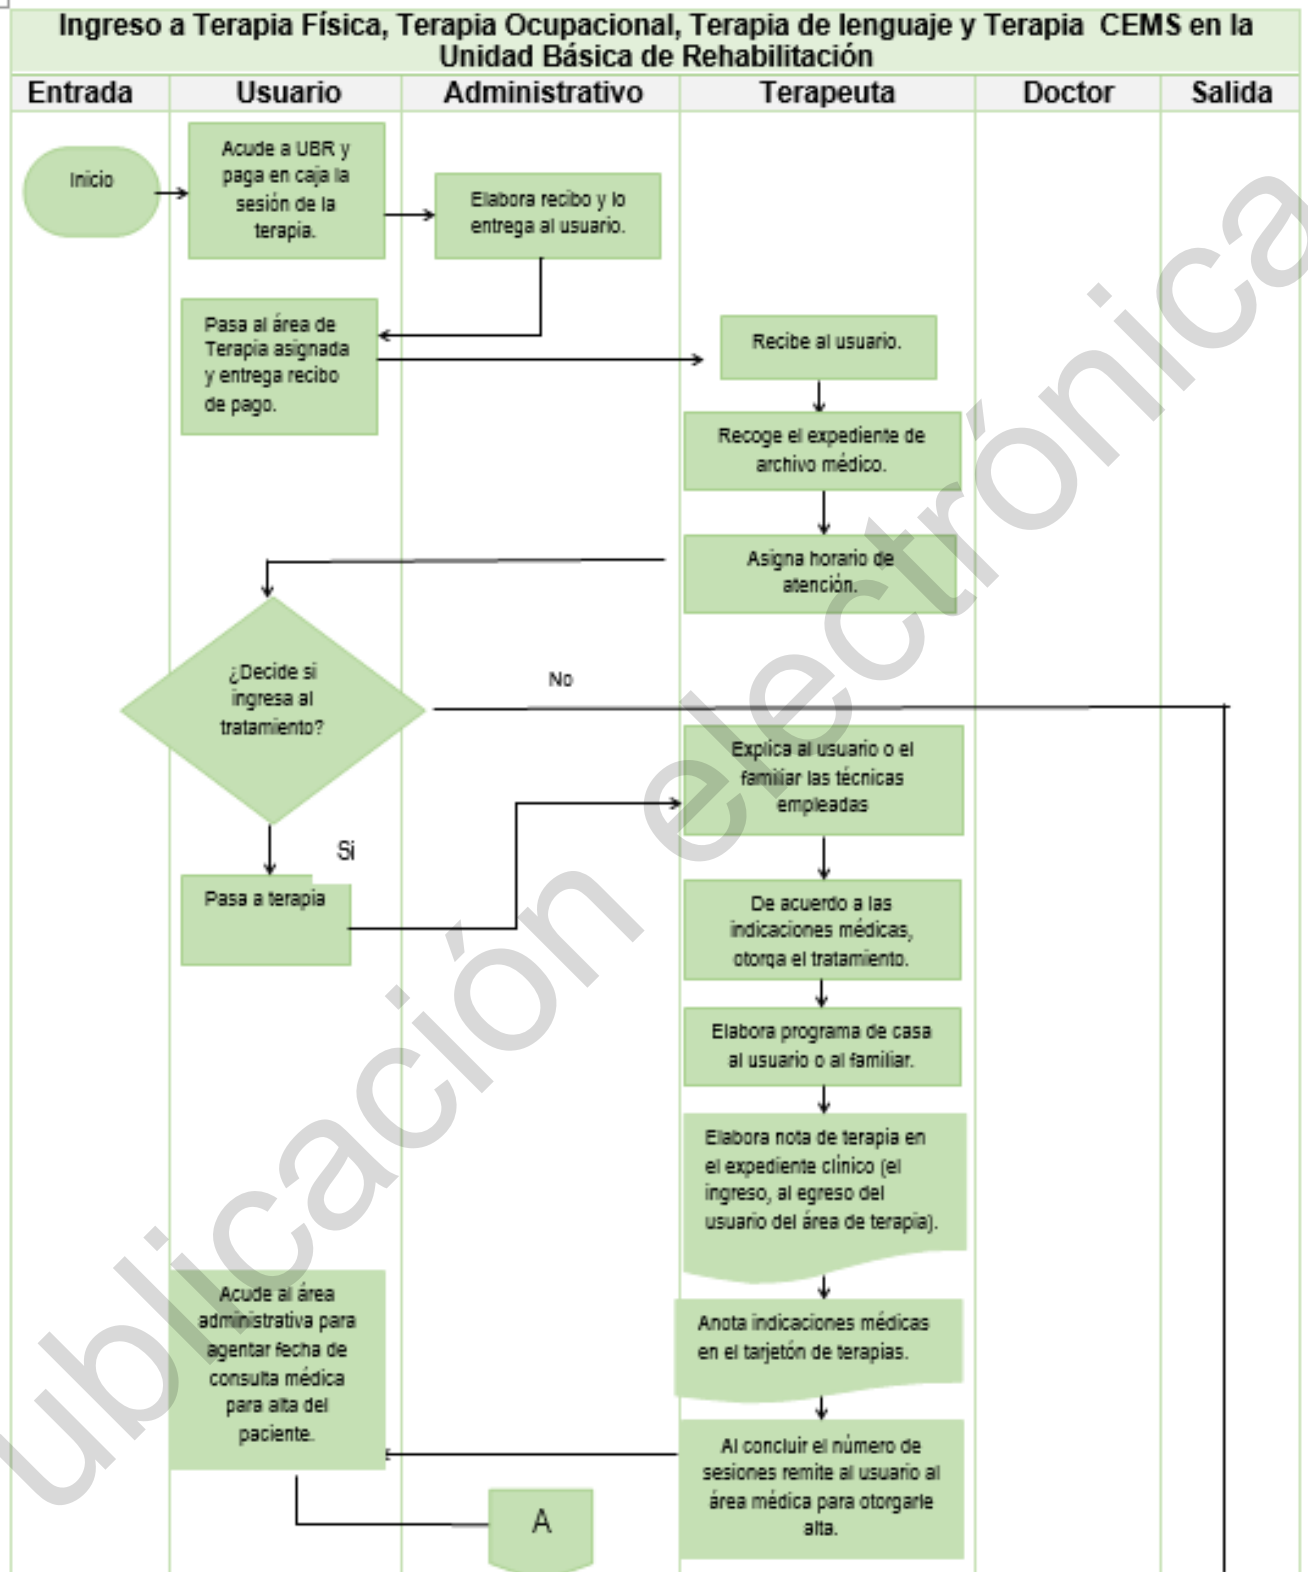 Ingreso a Terapia Física, Terapia Ocupacional, Terapia de lenguaje y Terapia CEMS en la
Unidad Básica de Rehabilitación
Entrada
Usuario
Administrativo
Terapeuta
Doctor
Salida
Inicio
Acude a UBR y
paga en caja la
sesión de la
terapia.
Elabora recibo y lo
entrega al usuario.
Pasa al área de
Terapia asignada
y entrega recibo
de pago.
Recibe al usuario.
Recoge el expediente de
archivo médico.
Asigna horario de
atención.
¿Decide si
ingresa al
tratamiento?
No
Si
Pasa a terapia
Explica al usuario o el
familiar las técnicas
empleadas
De acuerdo a las
indicaciones médicas,
otorga el tratamiento.
Elabora programa de casa
al usuario o al familiar.
Elabora nota de terapia en
el expediente clínico (el
ingreso, al egreso del
usuario del área de terapia).
Anota indicaciones médicas
en el tarjetón de terapias.
Al concluir el número de
sesiones remite al usuario al
área médica para otorgarle
alta.
Acude al área
administrativa para
agentar fecha de
consulta médica
para alta del
paciente.
A
ublicación electrónica